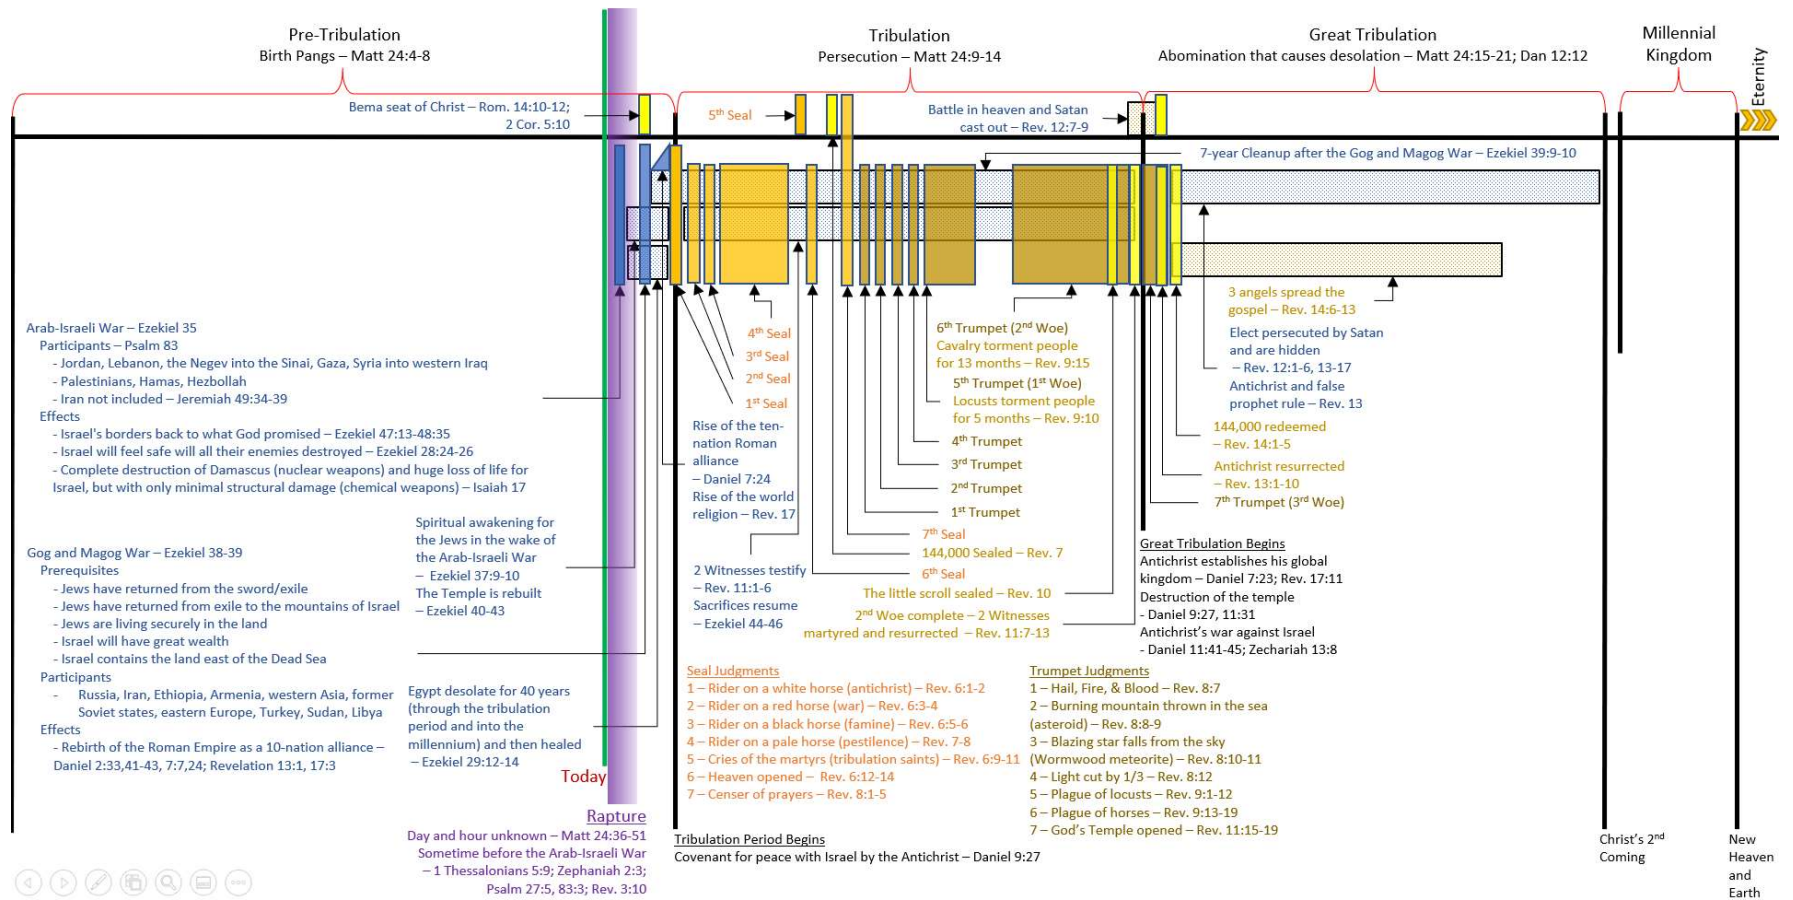 Pre-Tribulation
Birth Pangs – Matt 24:4-8
Tribulation
Persecution – Matt 24:9-14
Great Tribulation
Abomination that causes desolation – Matt 24:15-21; Dan 12:12
Millennial
Kingdom
Eternity
Bema seat of Christ – Rom. 14:10-12;
2 Cor. 5:10
5th Seal
Battle in heaven and Satan
cast out – Rev. 12:7-9
7-year Cleanup after the Gog and Magog War – Ezekiel 39:9-10
Arab-Israeli War – Ezekiel 35
Participants – Psalm 83
- Jordan, Lebanon, the Negev into the Sinai, Gaza, Syria into western Iraq
- Palestinians, Hamas, Hezbollah
- Iran not included – Jeremiah 49:34-39
Effects
- Israel's borders back to what God promised – Ezekiel 47:13-48:35
- Israel will feel safe will all their enemies destroyed – Ezekiel 28:24-26
- Complete destruction of Damascus (nuclear weapons) and huge loss of life for
Israel, but with only minimal structural damage (chemical weapons) – Isaiah 17
Gog and Magog War – Ezekiel 38-39
Prerequisites
- Jews have returned from the sword/exile
- Jews have returned from exile to the mountains of Israel
- Jews are living securely in the land
- Israel will have great wealth
- Israel contains the land east of the Dead Sea
Participants
- Russia, Iran, Ethiopia, Armenia, western Asia, former
Soviet states, eastern Europe, Turkey, Sudan, Libya
Effects
- Rebirth of the Roman Empire as a 10-nation alliance –
Daniel 2:33,41-43, 7:7,24; Revelation 13:1, 17:3
Spiritual awakening for
the Jews in the wake of
the Arab-Israeli War
– Ezekiel 37:9-10
The Temple is rebuilt
– Ezekiel 40-43
Egypt desolate for 40 years
(through the tribulation
period and into the
millennium) and then healed
– Ezekiel 29:12-14
Today
Rapture
Day and hour unknown – Matt 24:36-51
Sometime before the Arab-Israeli War
– 1 Thessalonians 5:9; Zephaniah 2:3;
Psalm 27:5, 83:3; Rev. 3:10
4th Seal
3rd Seal
2nd Seal
1st Seal
Rise of the ten-
nation Roman
alliance
– Daniel 7:24
Rise of the world
religion – Rev. 17
2 Witnesses testify
– Rev. 11:1-6
Sacrifices resume
– Ezekiel 44-46
6th Trumpet (2nd Woe)
Cavalry torment people
for 13 months – Rev. 9:15
5th Trumpet (1st Woe)
Locusts torment people
for 5 months – Rev. 9:10
4th Trumpet
3rd Trumpet
2nd Trumpet
1st Trumpet
7th Seal
144,000 Sealed – Rev. 7
6th Seal
The little scroll sealed – Rev. 10
2nd Woe complete – 2 Witnesses
martyred and resurrected – Rev. 11:7-13
3 angels spread the
gospel – Rev. 14:6-13
Elect persecuted by Satan
and are hidden
– Rev. 12:1-6, 13-17
Antichrist and false
prophet rule – Rev. 13
144,000 redeemed
– Rev. 14:1-5
Antichrist resurrected
– Rev. 13:1-10
7th Trumpet (3rd Woe)
Great Tribulation Begins
Antichrist establishes his global
kingdom – Daniel 7:23; Rev. 17:11
Destruction of the temple
- Daniel 9:27, 11:31
Antichrist's war against Israel
- Daniel 11:41-45; Zechariah 13:8
Seal Judgments
1 – Rider on a white horse (antichrist) – Rev. 6:1-2
2 – Rider on a red horse (war) – Rev. 6:3-4
3 – Rider on a black horse (famine) – Rev. 6:5-6
4 – Rider on a pale horse (pestilence) – Rev. 7-8
5 – Cries of the martyrs (tribulation saints) – Rev. 6:9-11
6 – Heaven opened – Rev. 6:12-14
7 – Censer of prayers – Rev. 8:1-5
Trumpet Judgments
1 – Hail, Fire, & Blood – Rev. 8:7
2 – Burning mountain thrown in the sea
(asteroid) – Rev. 8:8-9
3 – Blazing star falls from the sky
(Wormwood meteorite) – Rev. 8:10-11
4 – Light cut by 1/3 – Rev. 8:12
5 – Plague of locusts – Rev. 9:1-12
6 – Plague of horses – Rev. 9:13-19
7 – God's Temple opened – Rev. 11:15-19
Tribulation Period Begins
Covenant for peace with Israel by the Antichrist – Daniel 9:27
Christ's 2nd
Coming
New
Heaven
and
Earth